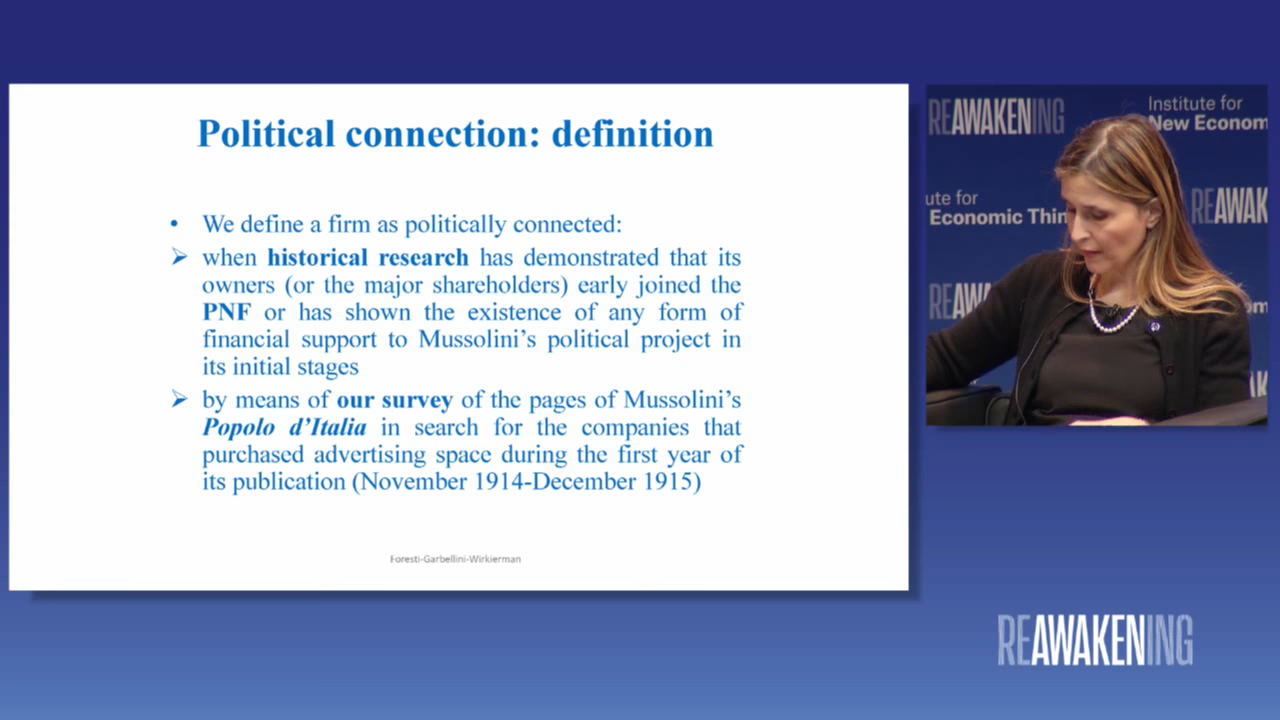 Political connection: definition
• We define a firm as politically connected:
➢ when historical research has demonstrated that its
owners (or the major shareholders) early joined the
PNF or has shown the existence of any form of
financial support to Mussolini's political project in
its initial stages
➢ by means of our survey of the pages of Mussolini's
Popolo d'Italia in search for the companies that
purchased advertising space during the first year of
its publication (November 1914-December 1915)
Foresti-Garbellini-Wirkierman
REAWAKENING
Institute for
New Econom
ute for
Economic Thin
REAWAK
REAW
REAWAKENING